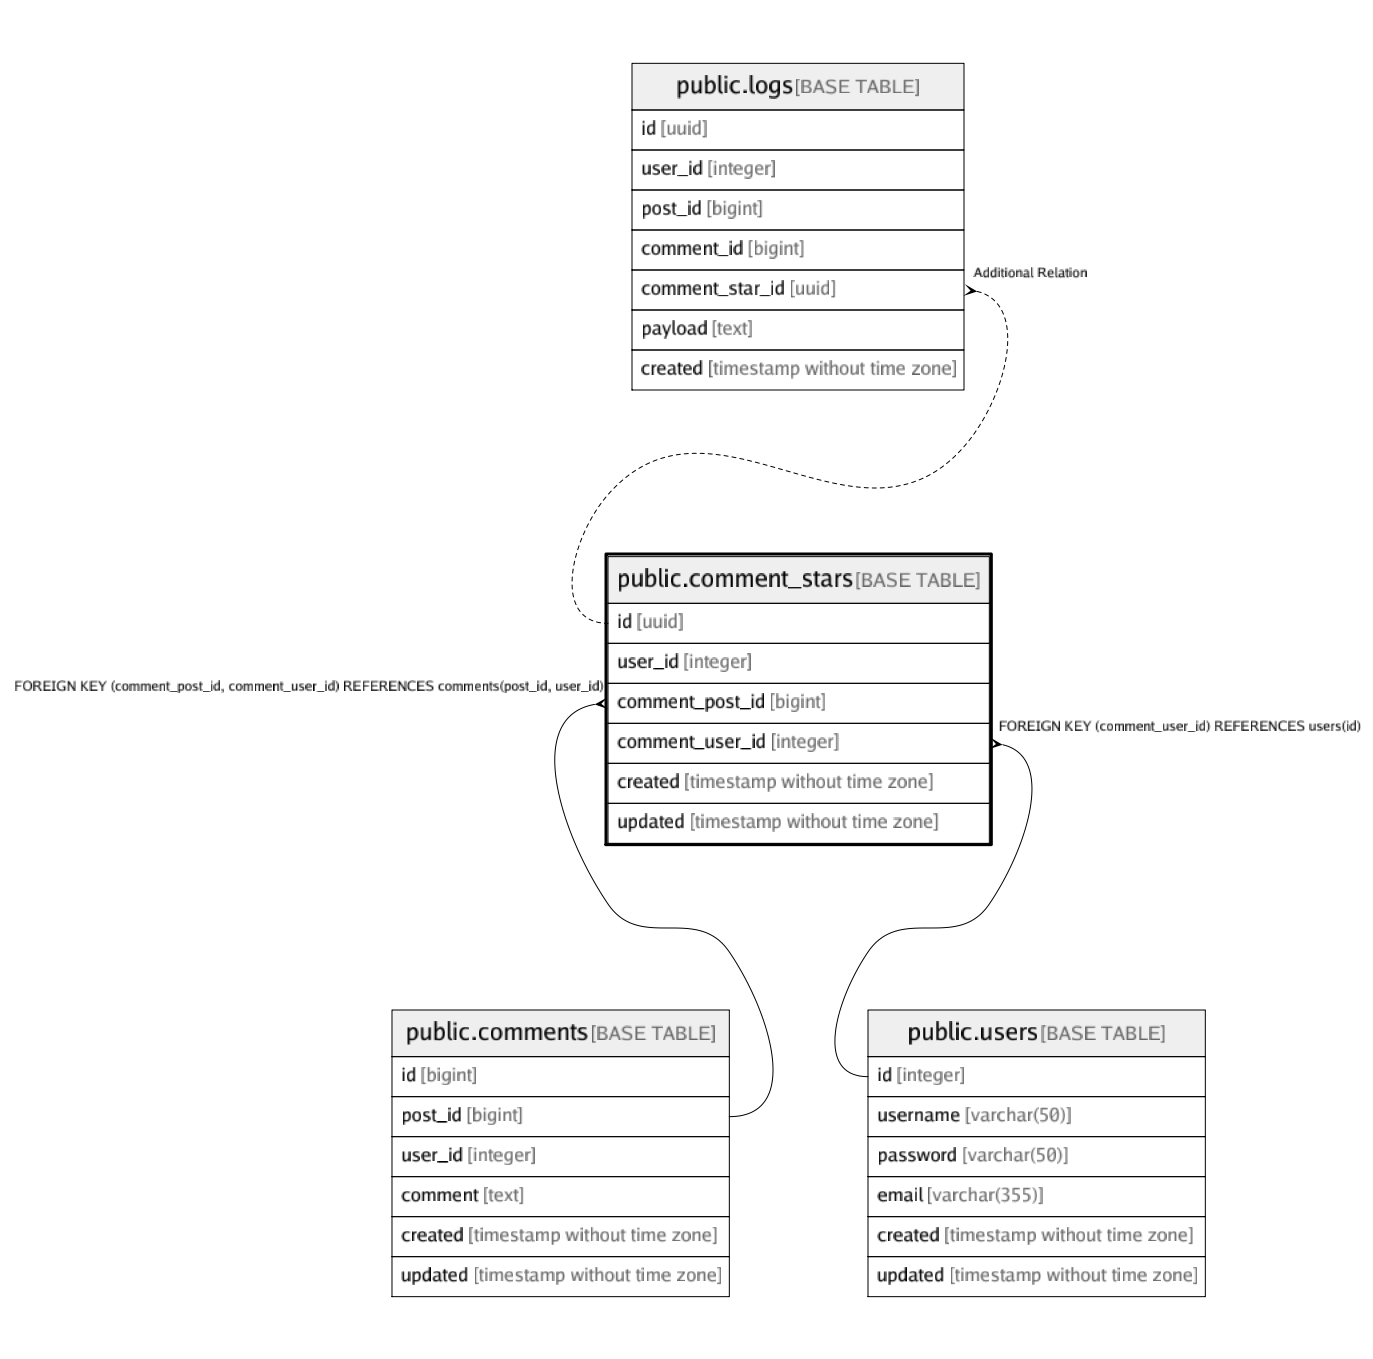 public.logs [BASE TABLE]
id [uuid]
user_id [integer]
post_id [bigint]
comment_id [bigint]
Additional Relation
comment_star_id [uuid]
payload [text]
created [timestamp without time zone]
public.comment_stars [BASE TABLE]
id [uuid]
user_id [integer]
FOREIGN KEY (comment_post_id, comment_user_id) REFERENCES comments(post_id, user_id)
comment_post_id [bigint]
FOREIGN KEY (comment_user_id) REFERENCES users(id)
comment_user_id [integer]
created [timestamp without time zone]
updated [timestamp without time zone]
public.comments [BASE TABLE]
id [bigint]
post_id [bigint]
user_id [integer]
comment [text]
created [timestamp without time zone]
updated [timestamp without time zone]
public.users [BASE TABLE]
id [integer]
username [varchar(50)]
password [varchar(50)]
email [varchar(355)]
created [timestamp without time zone]
updated [timestamp without time zone]